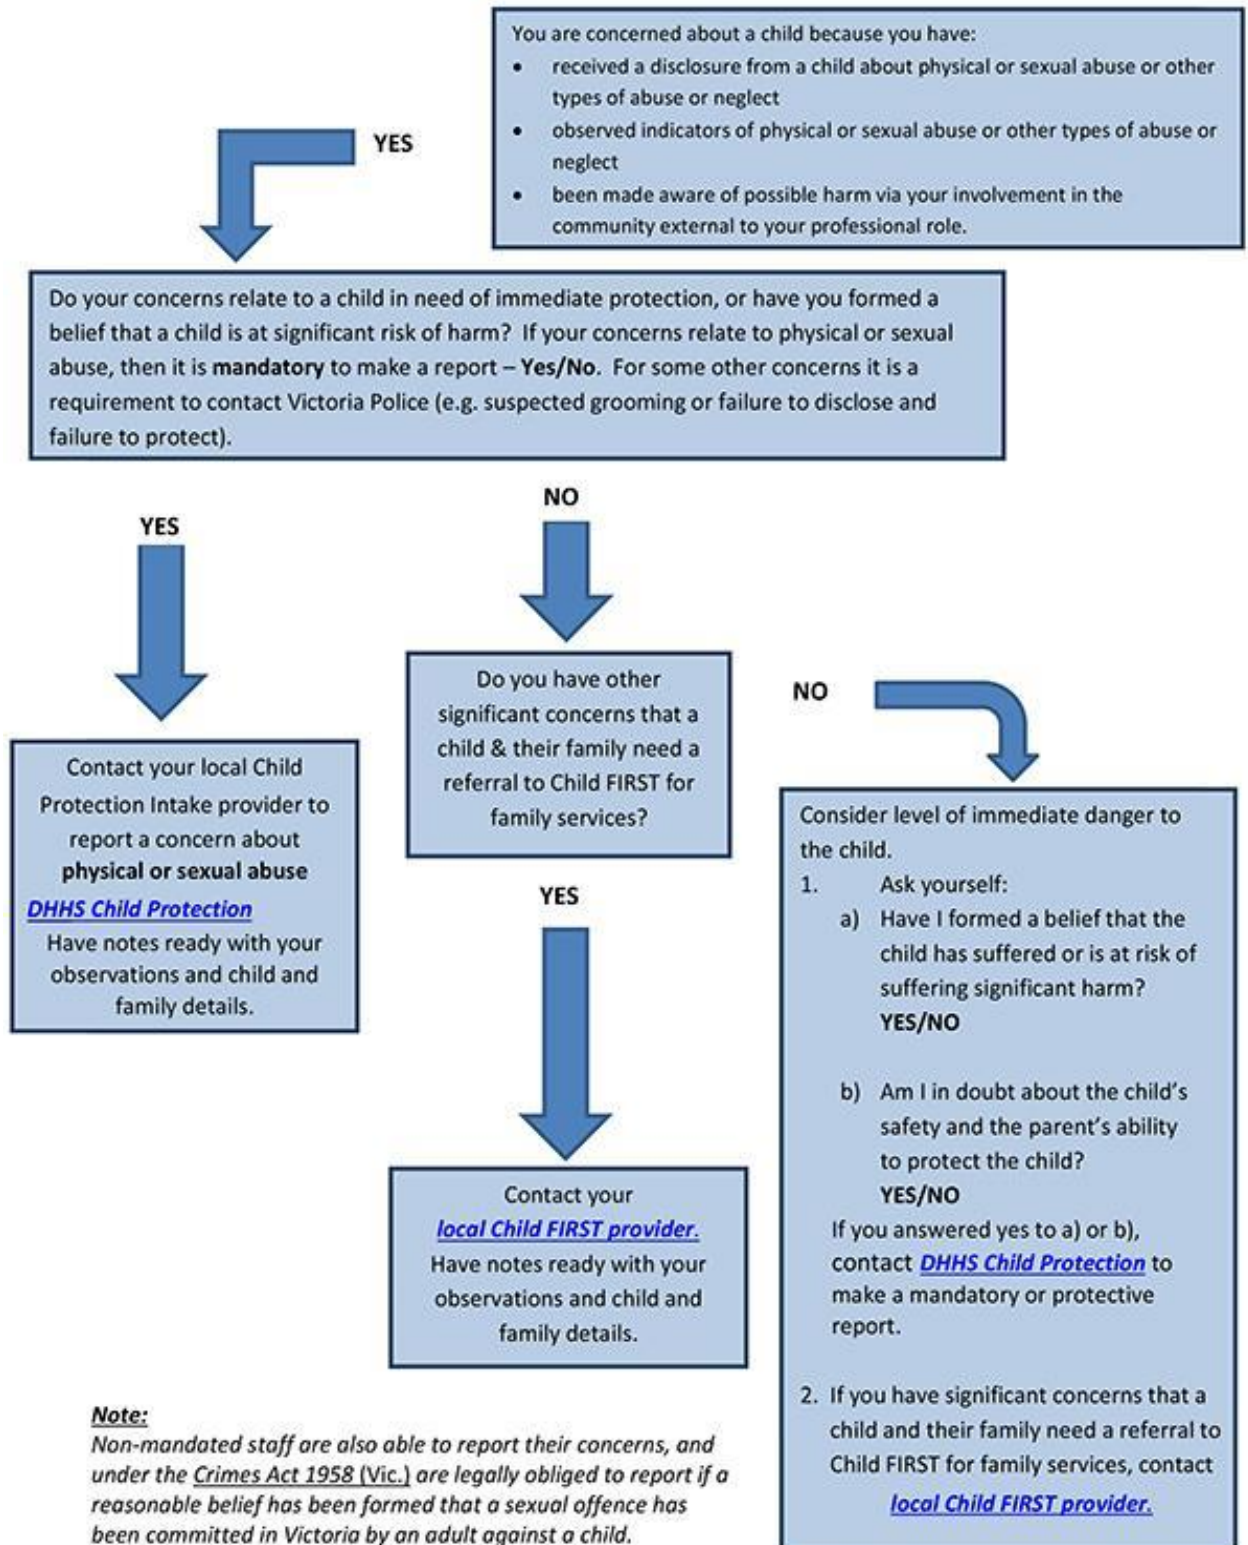 You are concerned about a child because you have:
• received a disclosure from a child about physical or sexual abuse or other
types of abuse or neglect
• observed indicators of physical or sexual abuse or other types of abuse or
neglect
• been made aware of possible harm via your involvement in the
community external to your professional role.
YES
Do your concerns relate to a child in need of immediate protection, or have you formed a
belief that a child is at significant risk of harm? If your concerns relate to physical or sexual
abuse, then it is mandatory to make a report – Yes/No. For some other concerns it is a
requirement to contact Victoria Police (e.g. suspected grooming or failure to disclose and
failure to protect).
YES
NO
Contact your local Child
Protection Intake provider to
report a concern about
physical or sexual abuse
DHHS Child Protection
Have notes ready with your
observations and child and
family details.
Do you have other
significant concerns that a
child & their family need a
referral to Child FIRST for
family services?
YES
NO
Contact your
local Child FIRST provider.
Have notes ready with your
observations and child and
family details.
Consider level of immediate danger to
the child.
1. Ask yourself:
a) Have I formed a belief that the
child has suffered or is at risk of
suffering significant harm?
YES/NO
b) Am I in doubt about the child's
safety and the parent's ability
to protect the child?
YES/NO
If you answered yes to a) or b),
contact DHHS Child Protection to
make a mandatory or protective
report.
2. If you have significant concerns that a
child and their family need a referral to
Child FIRST for family services, contact
local Child FIRST provider.
Note:
Non-mandated staff are also able to report their concerns, and
under the Crimes Act 1958 (Vic.) are legally obliged to report if a
reasonable belief has been formed that a sexual offence has
been committed in Victoria by an adult against a child.